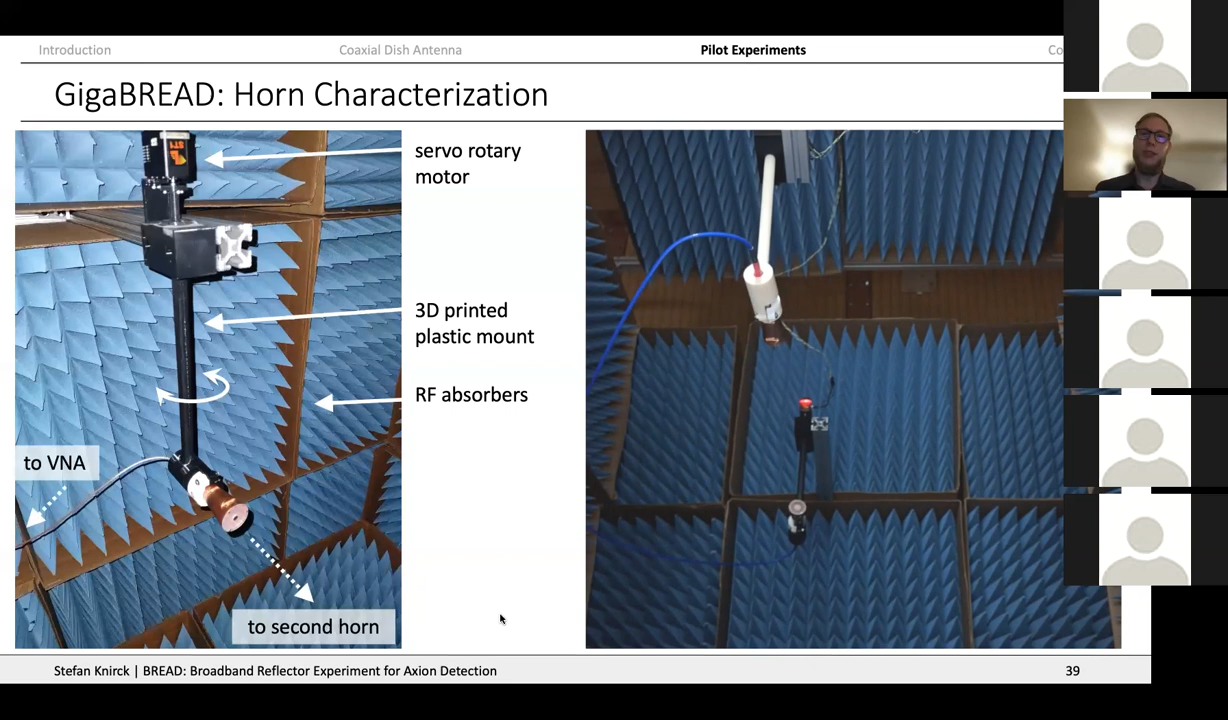 Introduction
Coaxial Dish Antenna
Pilot Experiments
Co
GigaBREAD: Horn Characterization
servo rotary
motor
3D printed
plastic mount
RF absorbers
to VNA
to second horn
Stefan Knirck | BREAD: Broadband Reflector Experiment for Axion Detection
39